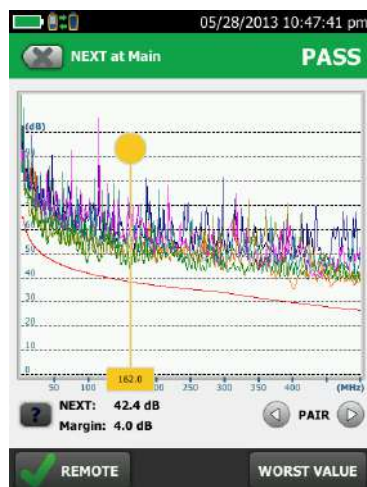 05/28/2013 10:47:41 pm
NEXT at Main
PASS
(dB)
60
50
40
30
20
10
0
50 100 162.0 200 250 300 350 400 (MHz)
NEXT: 42.4 dB
Margin: 4.0 dB
PAIR
REMOTE
WORST VALUE